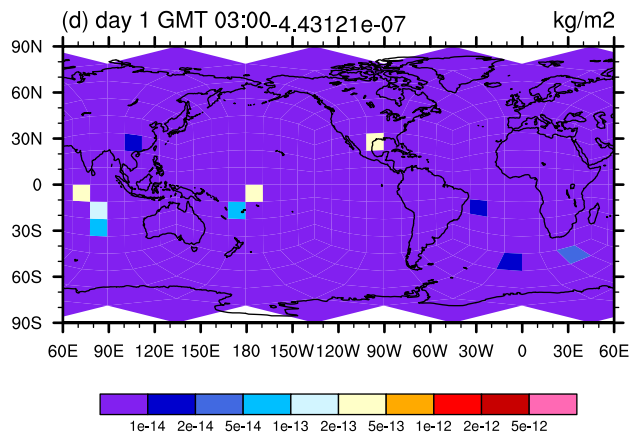 (d) day 1 GMT 03:00 -4.43121e-07 kg/m2
90N
60N
30N
0
30S
60S
90S
60E 90E 120E 150E 180 150W 120W 90W 60W 30W 0 30E 60E
1e-14 2e-14 5e-14 1e-13 2e-13 5e-13 1e-12 2e-12 5e-12